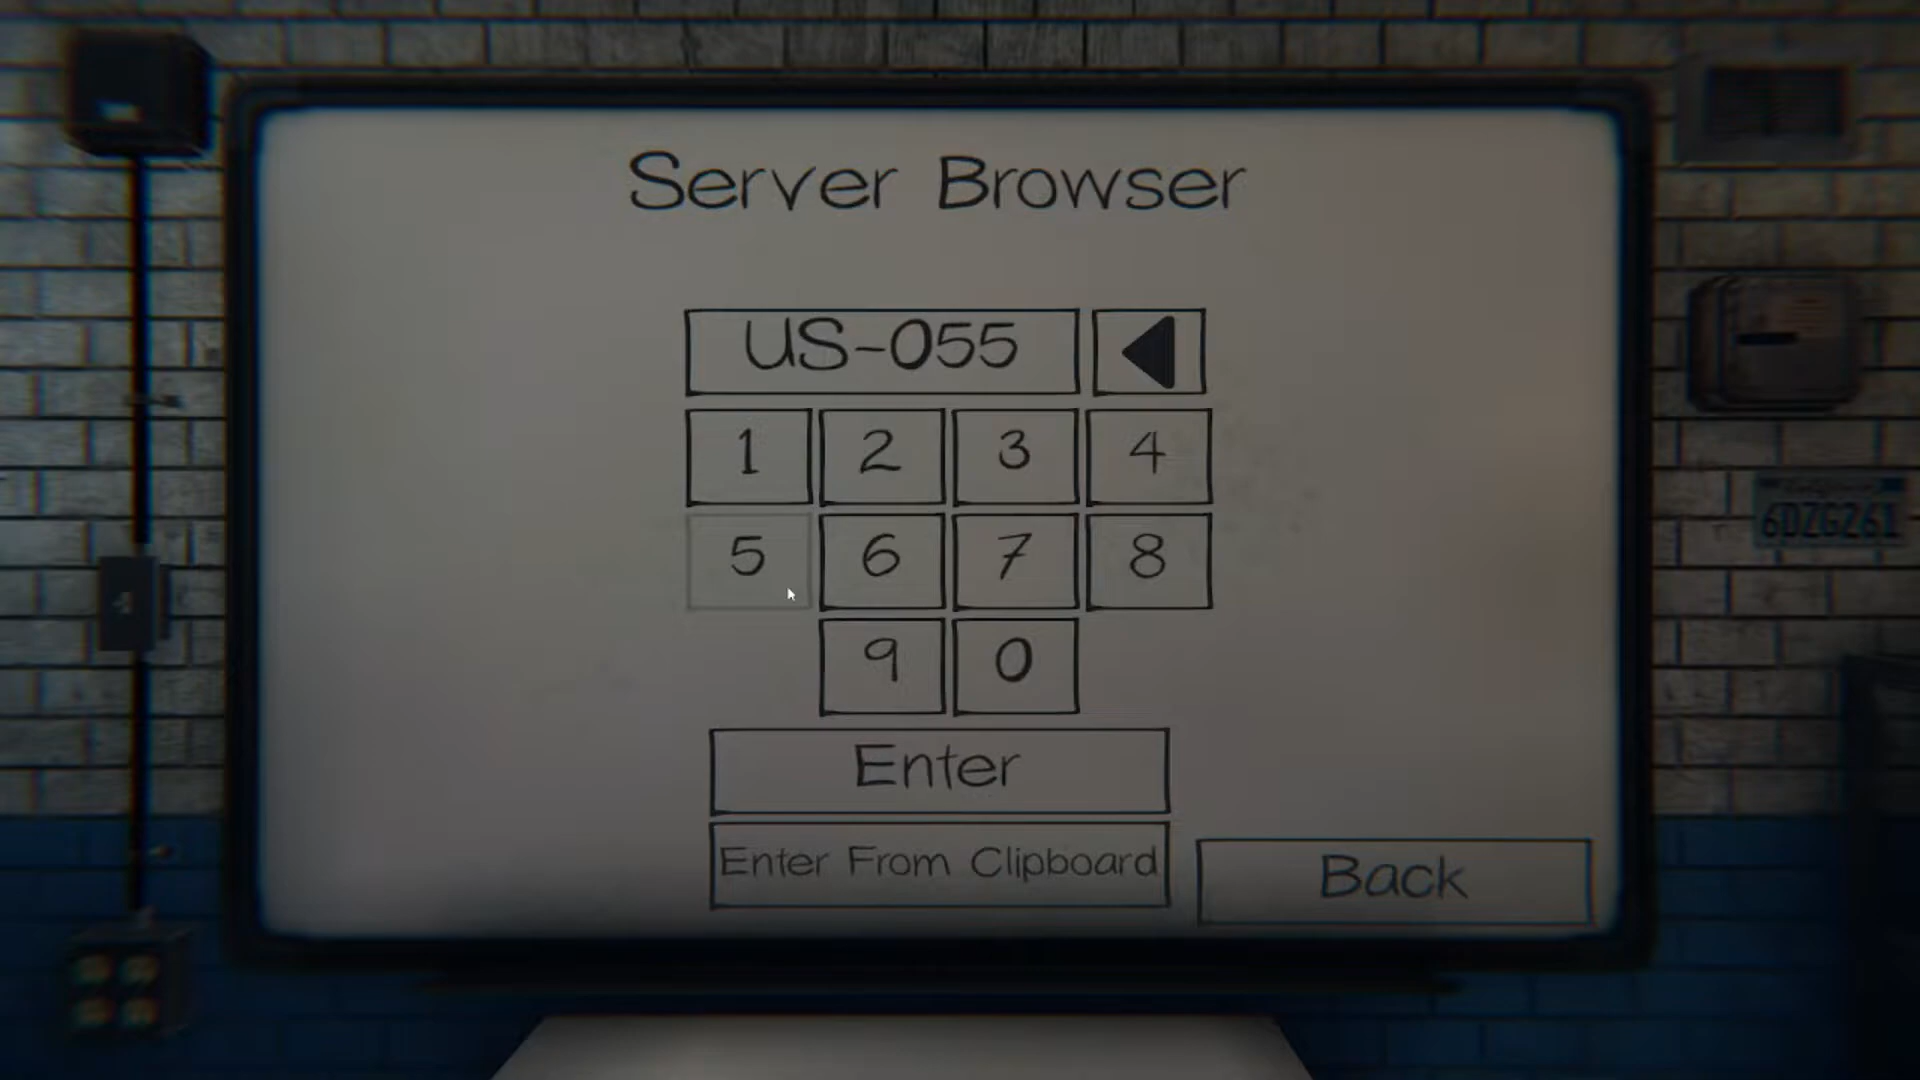 Server Browser
US-055
1 2 3 4
5 6 7 8
9 0
Enter
Enter From Clipboard
Back
6DZG261